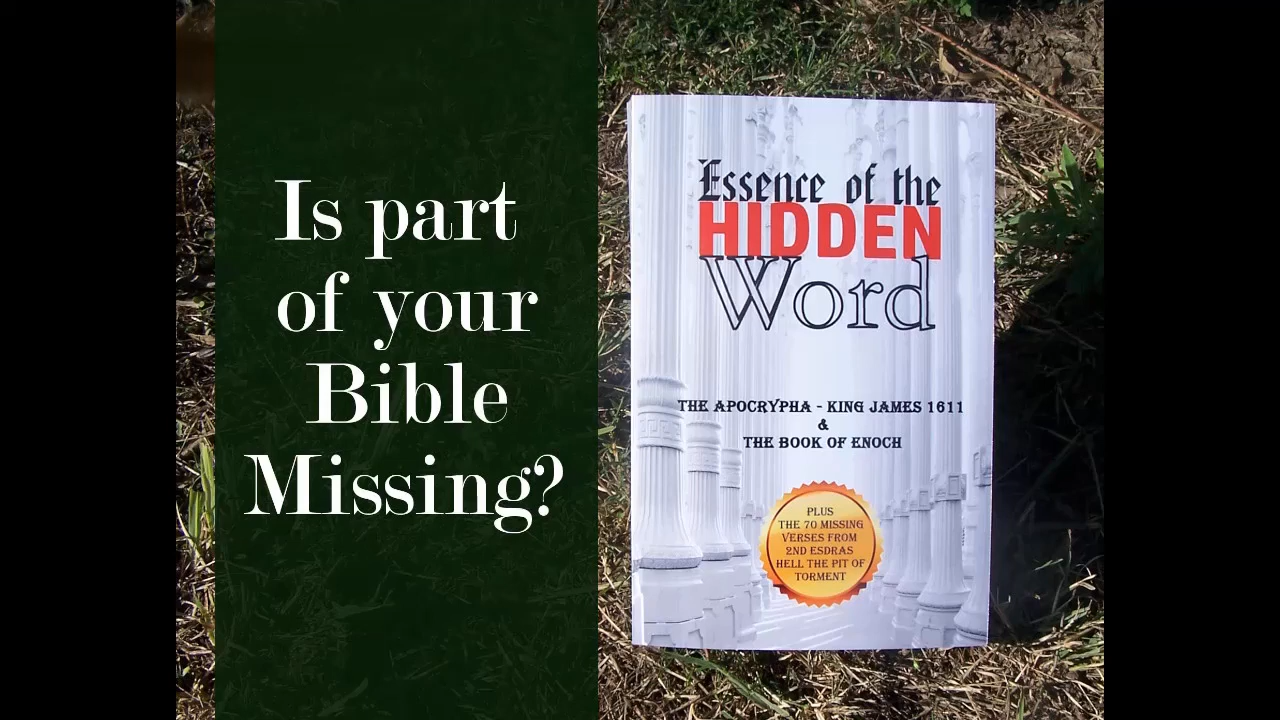 Is part
of your
Bible
Missing?
Essence of the
HIDDEN
Word
THE APOCRYPHA - KING JAMES 1611
&
THE BOOK OF ENOCH
PLUS
THE 70 MISSING
VERSES FROM
2ND ESDRAS
HELL THE PIT OF
TORMENT